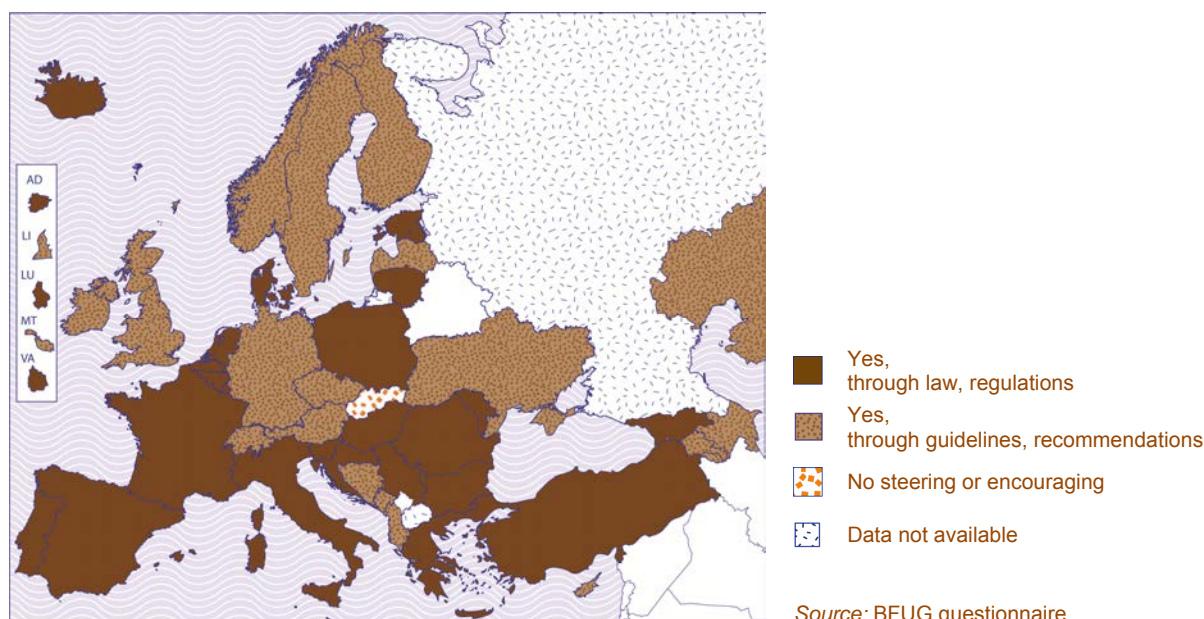 AD
LI
LU
MT
VA
Yes,
through law, regulations
Yes,
through guidelines, recommendations
No steering or encouraging
Data not available
Source: BFUG questionnaire